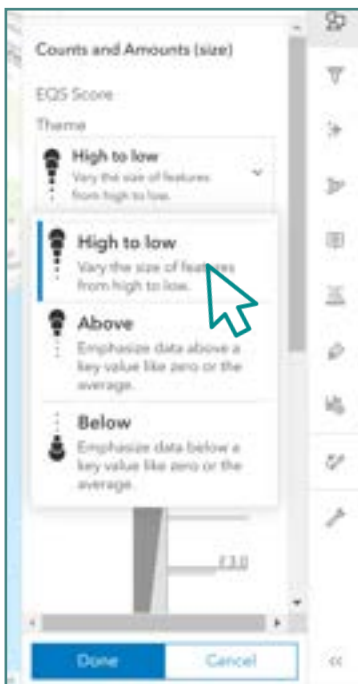 Counts and Amounts (size)
EQS Score
Theme
High to low
Vary the size of features
from high to low.
High to low
Vary the size of features
from high to low.
Above
Emphasize data above a
key value like zero or the
average.
Below
Emphasize data below a
key value like zero or the
average.
Done
Cancel